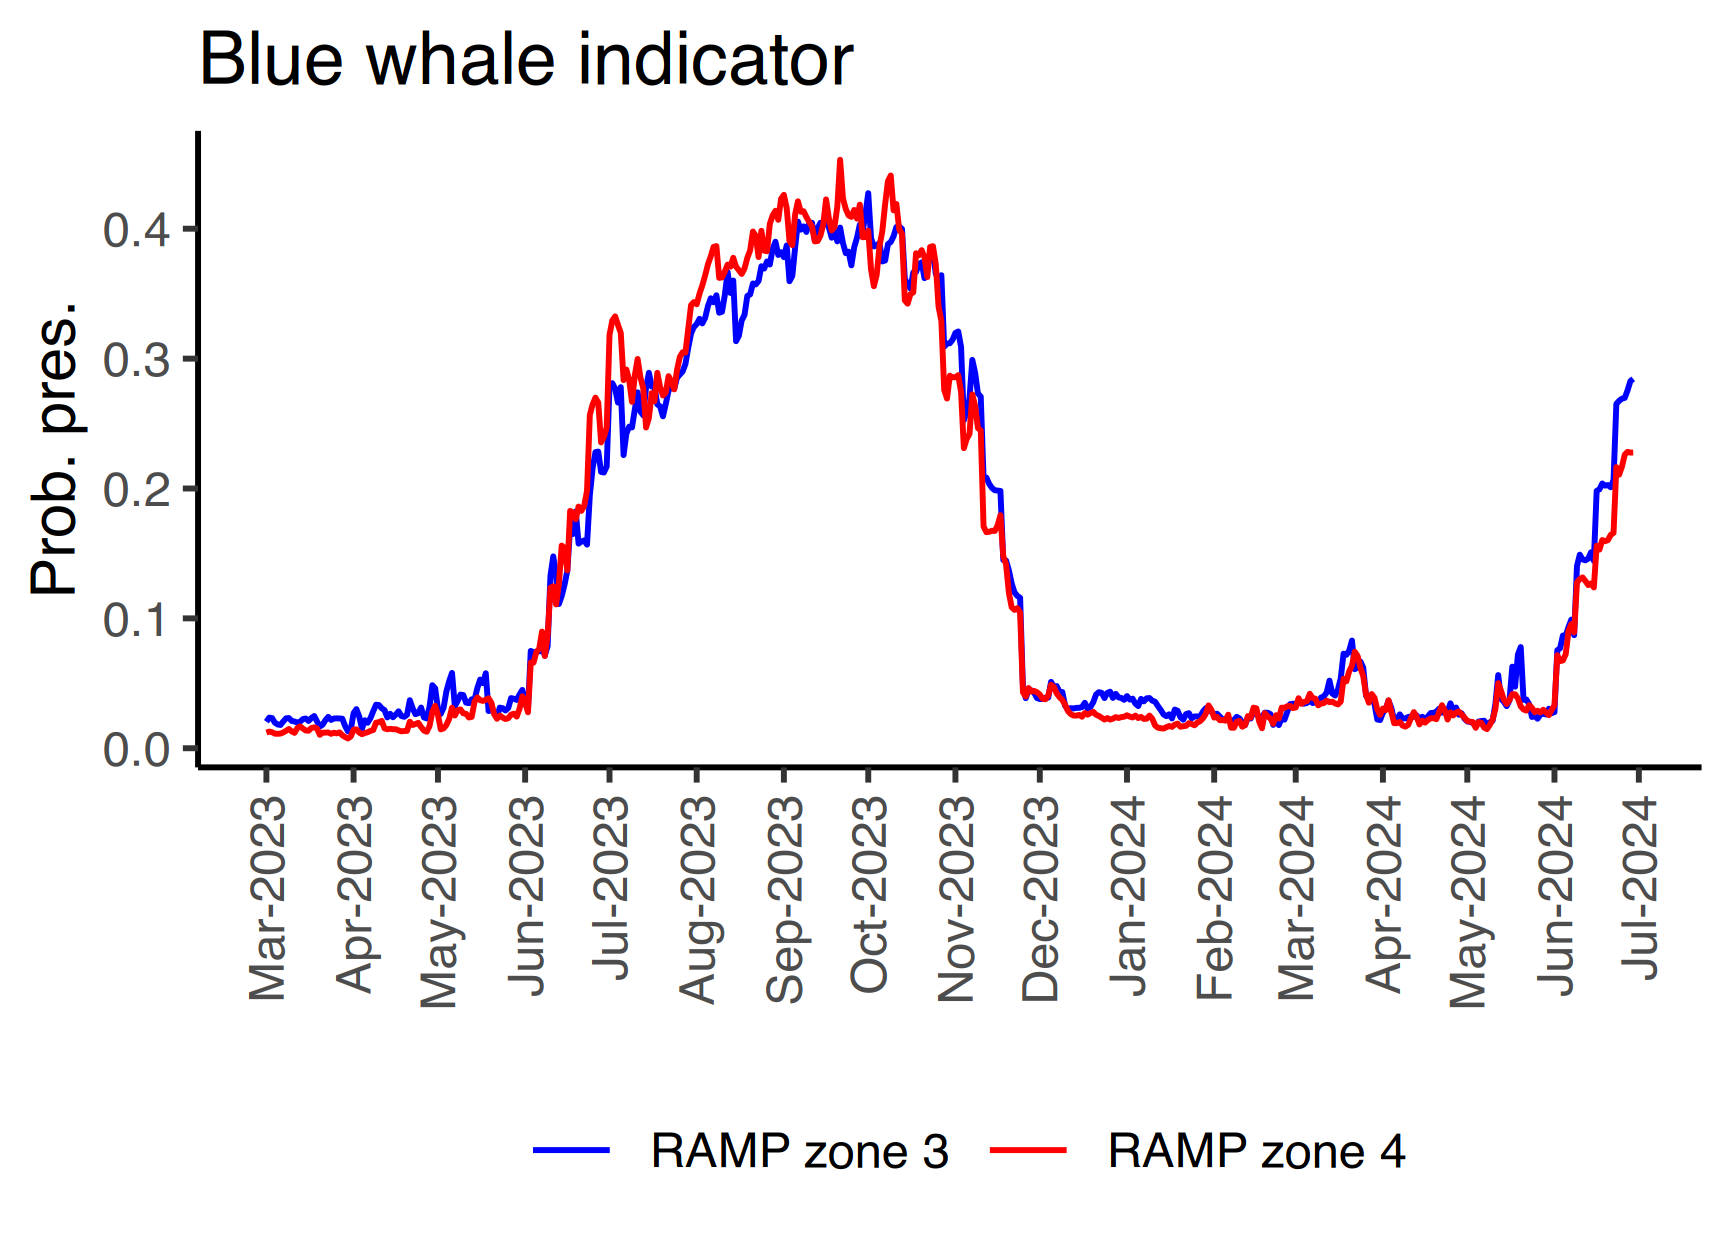 Blue whale indicator
Prob. pres.
0.4
0.3
0.2
0.1
0.0
Mar-2023
Apr-2023
May-2023
Jun-2023
Jul-2023
Aug-2023
Sep-2023
Oct-2023
Nov-2023
Dec-2023
Jan-2024
Feb-2024
Mar-2024
Apr-2024
May-2024
Jun-2024
Jul-2024
RAMP zone 3
RAMP zone 4